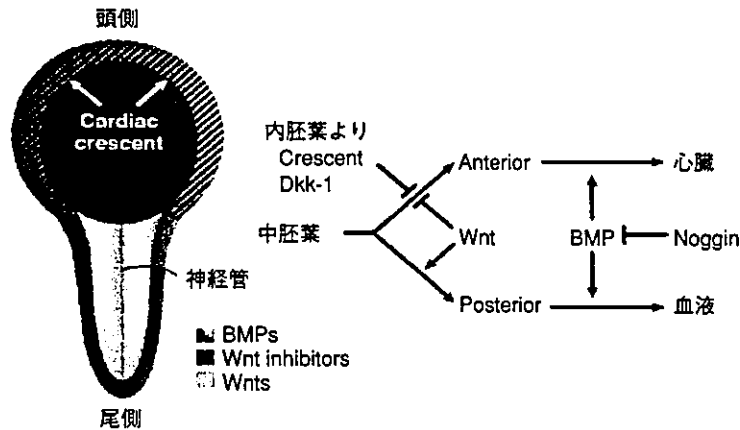 頭側
Cardiac
crescent
神経管
BMPs
Wnt inhibitors
Wnts
尾側
内胚葉より
Crescent
Dkk-1
Anterior
心臓
中胚葉
Wnt
BMP
Noggin
Posterior
血液